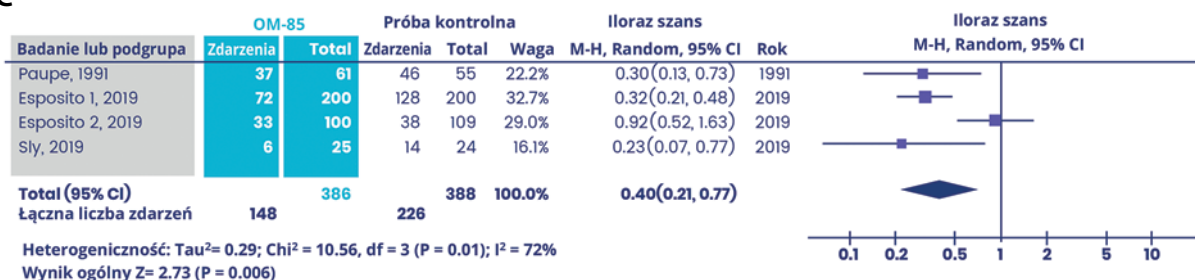 OM-85 Próba kontrolna Iloraz szans Iloraz szans
Badanie lub podgrupa Zdarzenia Total Zdarzenia Total Waga M-H, Random, 95% CI Rok M-H, Random, 95% CI
Paupe, 1991 37 61 46 55 22.2% 0.30(0.13, 0.73) 1991
Esposito 1, 2019 72 200 128 200 32.7% 0.32(0.21, 0.48) 2019
Esposito 2, 2019 33 100 38 109 29.0% 0.92(0.52, 1.63) 2019
Sly, 2019 6 25 14 24 16.1% 0.23(0.07, 0.77) 2019
Total (95% CI) 386 388 100.0% 0.40(0.21, 0.77)
Łączna liczba zdarzeń 148 226
0.1 0.2 0.5 1 2 5 10
Heterogeniczność: Tau²= 0.29; Chi² = 10.56, df = 3 (P = 0.01); I² = 72%
Wynik ogólny Z= 2.73 (P = 0.006)